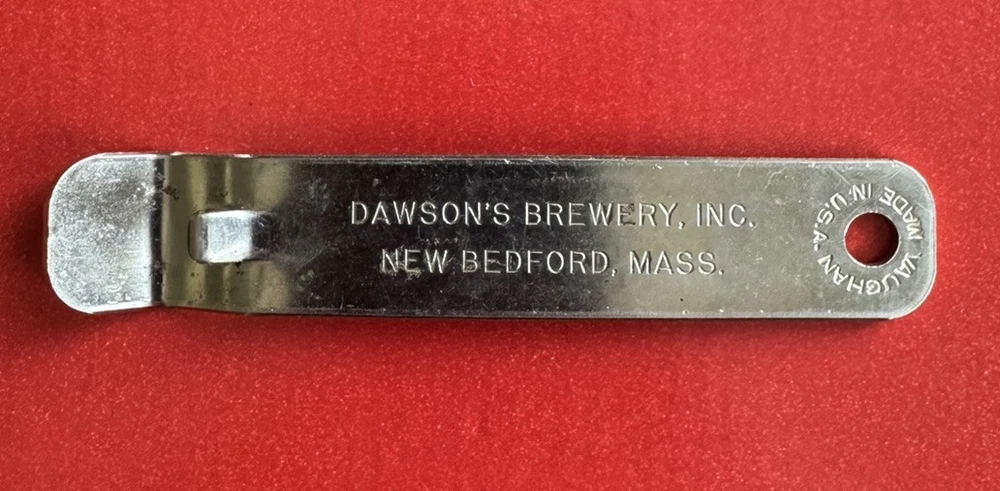 DAWSON'S BREWERY, INC.
NEW BEDFORD, MASS.
VAUGHAN MADE IN U.S.A.